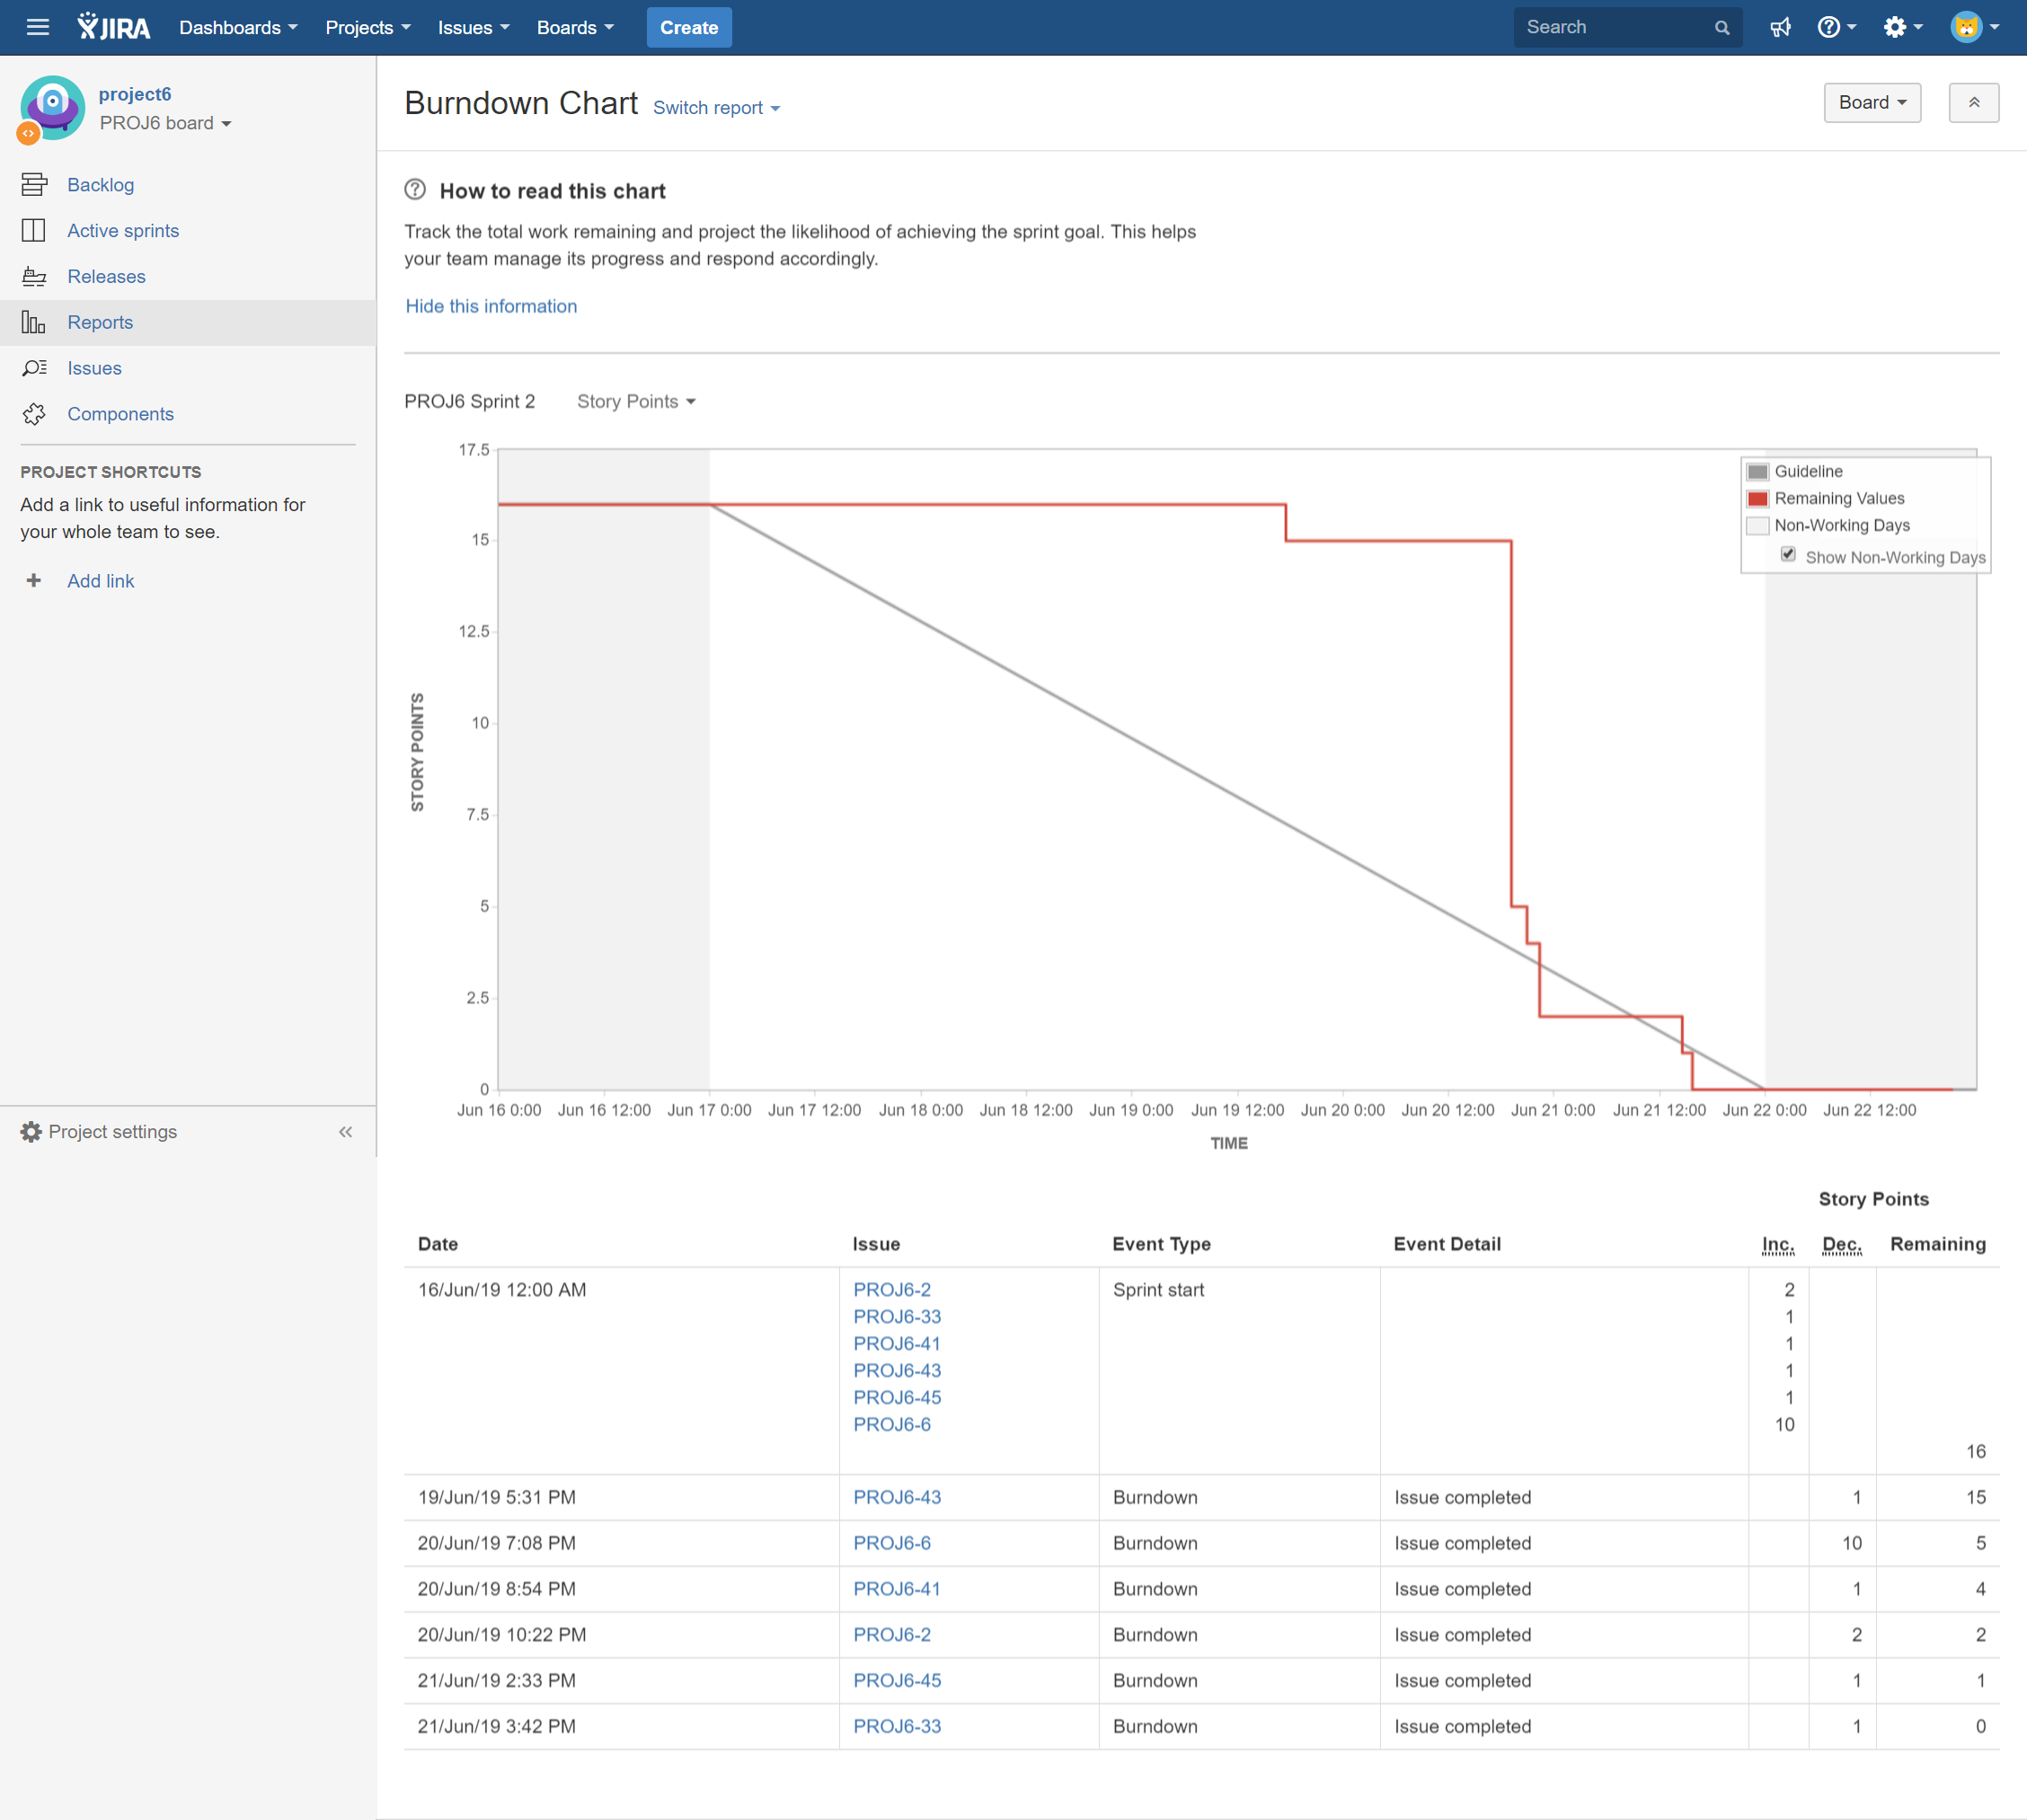 JIRA Dashboards Projects Issues Boards Create Search
project6
PROJ6 board
Backlog
Active sprints
Releases
Reports
Issues
Components
PROJECT SHORTCUTS
Add a link to useful information for
your whole team to see.
Add link
Project settings
Burndown Chart Switch report Board
How to read this chart
Track the total work remaining and project the likelihood of achieving the sprint goal. This helps
your team manage its progress and respond accordingly.
Hide this information
PROJ6 Sprint 2 Story Points
17.5
15
12.5
10
7.5
5
2.5
0
STORY POINTS
Guideline
Remaining Values
Non-Working Days
Show Non-Working Days
Jun 16 0:00 Jun 16 12:00 Jun 17 0:00 Jun 17 12:00 Jun 18 0:00 Jun 18 12:00 Jun 19 0:00 Jun 19 12:00 Jun 20 0:00 Jun 20 12:00 Jun 21 0:00 Jun 21 12:00 Jun 22 0:00 Jun 22 12:00
TIME
Story Points
Date Issue Event Type Event Detail Inc. Dec. Remaining
16/Jun/19 12:00 AM PROJ6-2 Sprint start 2
PROJ6-33 1
PROJ6-41 1
PROJ6-43 1
PROJ6-45 1
PROJ6-6 10
16
19/Jun/19 5:31 PM PROJ6-43 Burndown Issue completed 1 15
20/Jun/19 7:08 PM PROJ6-6 Burndown Issue completed 10 5
20/Jun/19 8:54 PM PROJ6-41 Burndown Issue completed 1 4
20/Jun/19 10:22 PM PROJ6-2 Burndown Issue completed 2 2
21/Jun/19 2:33 PM PROJ6-45 Burndown Issue completed 1 1
21/Jun/19 3:42 PM PROJ6-33 Burndown Issue completed 1 0